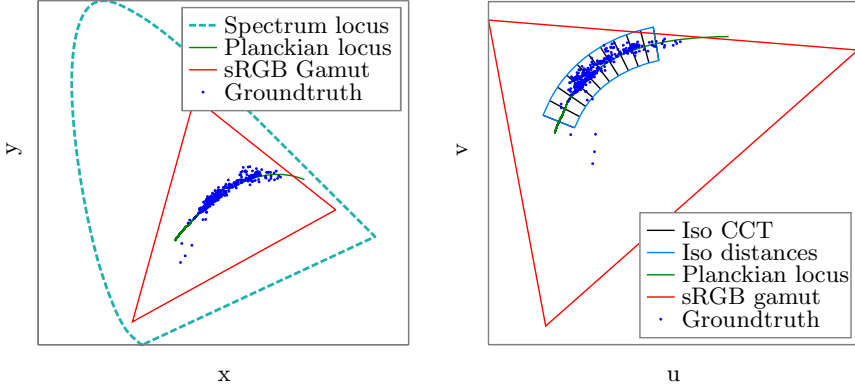 Spectrum locus
Planckian locus
sRGB Gamut
Groundtruth
y
x
Iso CCT
Iso distances
Planckian locus
sRGB gamut
Groundtruth
v
u